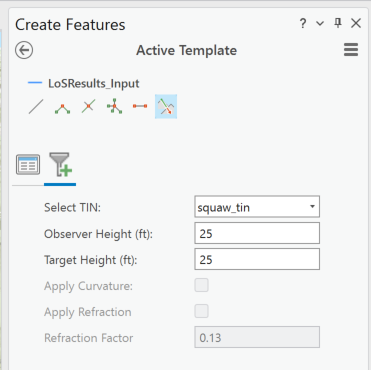 Create Features
Active Template
LoSResults_Input
Select TIN: squaw_tin
Observer Height (ft): 25
Target Height (ft): 25
Apply Curvature:
Apply Refraction
Refraction Factor 0.13